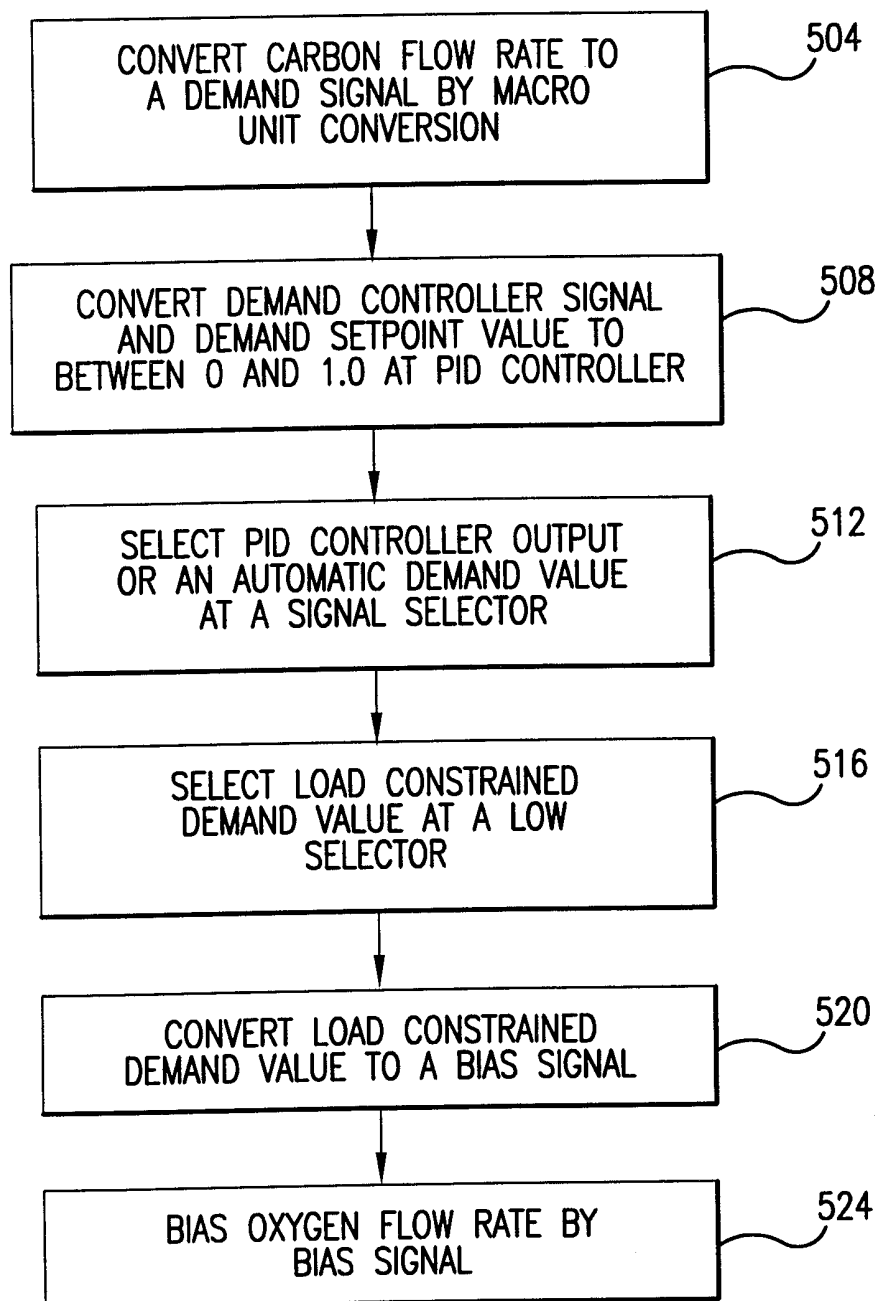 CONVERT CARBON FLOW RATE TO
A DEMAND SIGNAL BY MACRO
UNIT CONVERSION
504
CONVERT DEMAND CONTROLLER SIGNAL
AND DEMAND SETPOINT VALUE TO
BETWEEN 0 AND 1.0 AT PID CONTROLLER
508
SELECT PID CONTROLLER OUTPUT
OR AN AUTOMATIC DEMAND VALUE
AT A SIGNAL SELECTOR
512
SELECT LOAD CONSTRAINED
DEMAND VALUE AT A LOW
SELECTOR
516
CONVERT LOAD CONSTRAINED
DEMAND VALUE TO A BIAS SIGNAL
520
BIAS OXYGEN FLOW RATE BY
BIAS SIGNAL
524